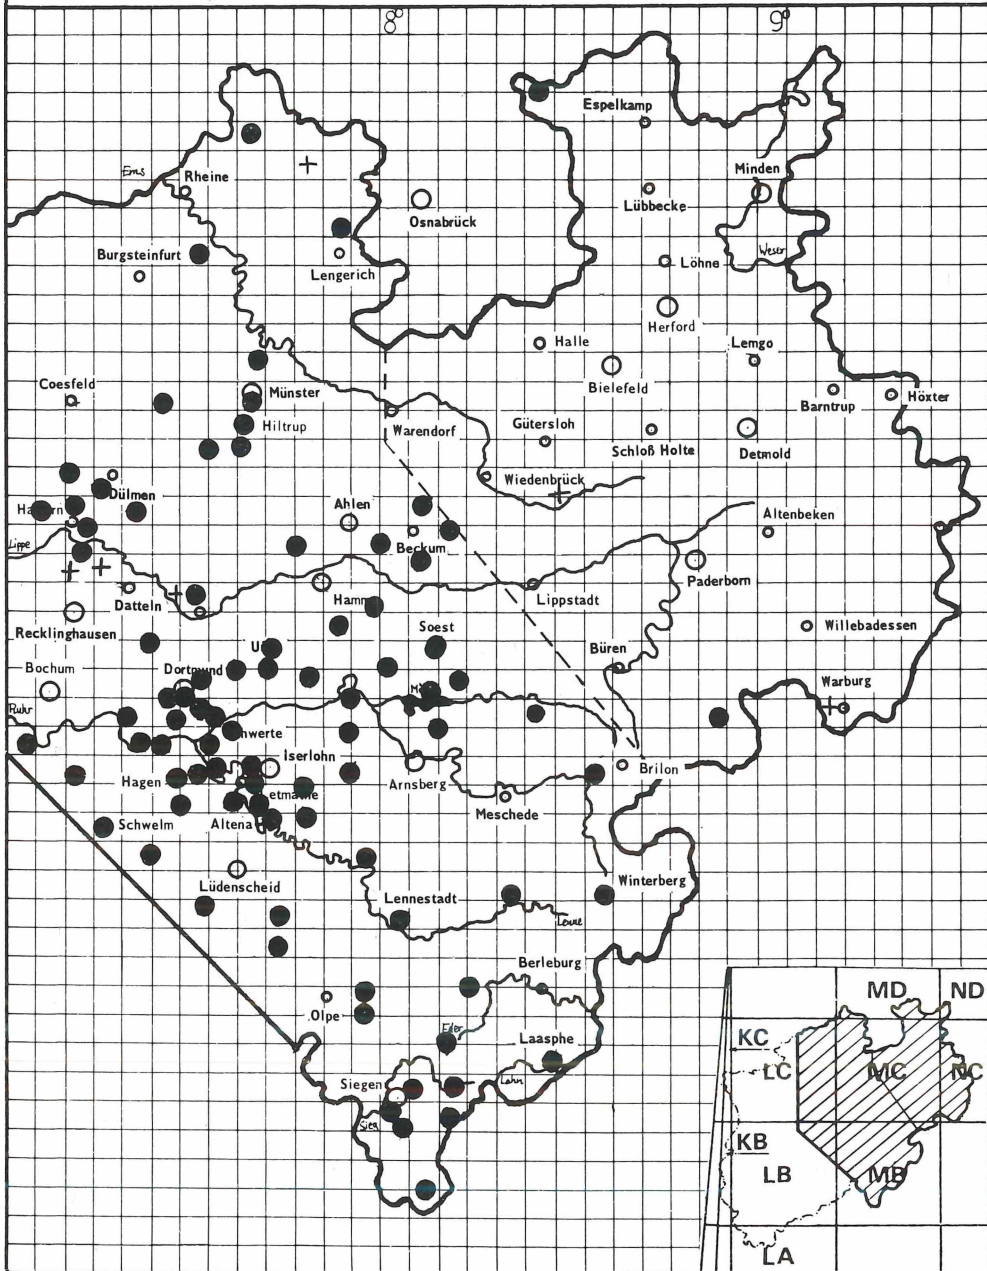 8°
9°
Espelkamp
Ems
Rheine
Minden
Lübbecke
Osnabrück
Burgsteinfurt
Weser
Lengerich
Löhne
Herford
Halle
Lemgo
Coesfeld
Bielefeld
Münster
Barntrup
Höxter
Warendorf
Gütersloh
Hiltrup
Schloß Holte
Detmold
Wiedenbrück
Dülmen
Ahlen
Altenbeken
Lippe
Beckum
Paderborn
Datteln
Hamm
Lippstadt
Recklinghausen
Soest
Willebadessen
Büren
Bochum
Dortmund
Warburg
Ruhr
hwerte
Iserlohn
Brilon
Hagen
Arnsberg
Meschede
Schwelm
Altena
Winterberg
Lüdenscheid
Lennestadt
Lenne
Berleburg
Olpe
Eder
Laasphe
Siegen
Lahn
Sieg
MD
ND
KC
LC
MC
NC
KB
LB
MB
LA